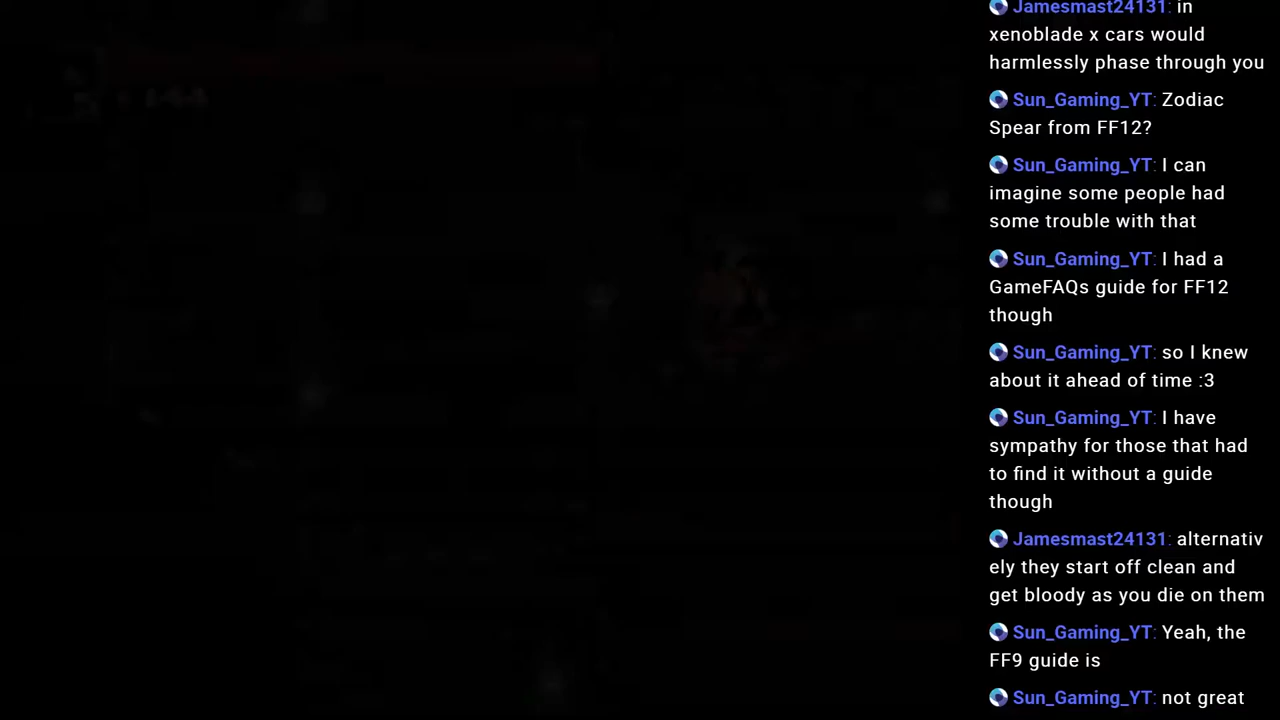 Jamesmast24131: in
xenoblade x cars would
harmlessly phase through you
Sun_Gaming_YT: Zodiac
Spear from FF12?
Sun_Gaming_YT: I can
imagine some people had
some trouble with that
Sun_Gaming_YT: I had a
GameFAQs guide for FF12
though
Sun_Gaming_YT: so I knew
about it ahead of time :3
Sun_Gaming_YT: I have
sympathy for those that had
to find it without a guide
though
Jamesmast24131: alternativ
ely they start off clean and
get bloody as you die on them
Sun_Gaming_YT: Yeah, the
FF9 guide is
Sun_Gaming_YT: not great